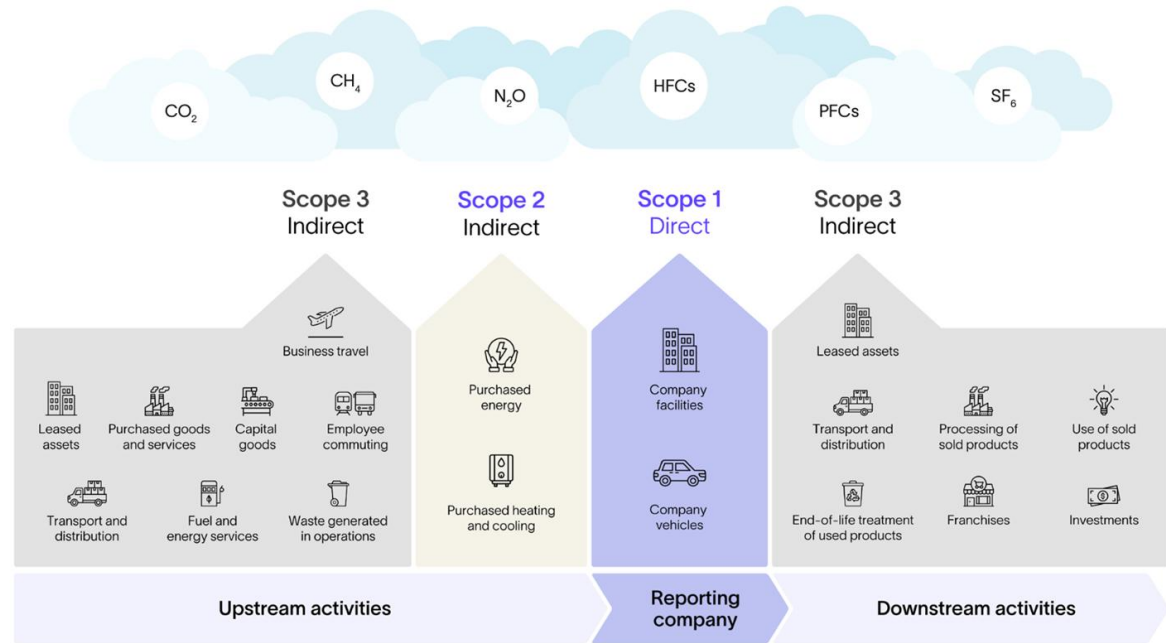 CO₂
CH₄
N₂O
HFCs
PFCs
SF₆
Scope 3
Indirect
Scope 2
Indirect
Scope 1
Direct
Scope 3
Indirect
Business travel
Leased
assets
Purchased goods
and services
Capital
goods
Employee
commuting
Transport and
distribution
Fuel and
energy services
Waste generated
in operations
Purchased
energy
Purchased heating
and cooling
Company
facilities
Company
vehicles
Leased assets
Transport and
distribution
Processing of
sold products
Use of sold
products
End-of-life treatment
of used products
Franchises
Investments
Upstream activities
Reporting
company
Downstream activities